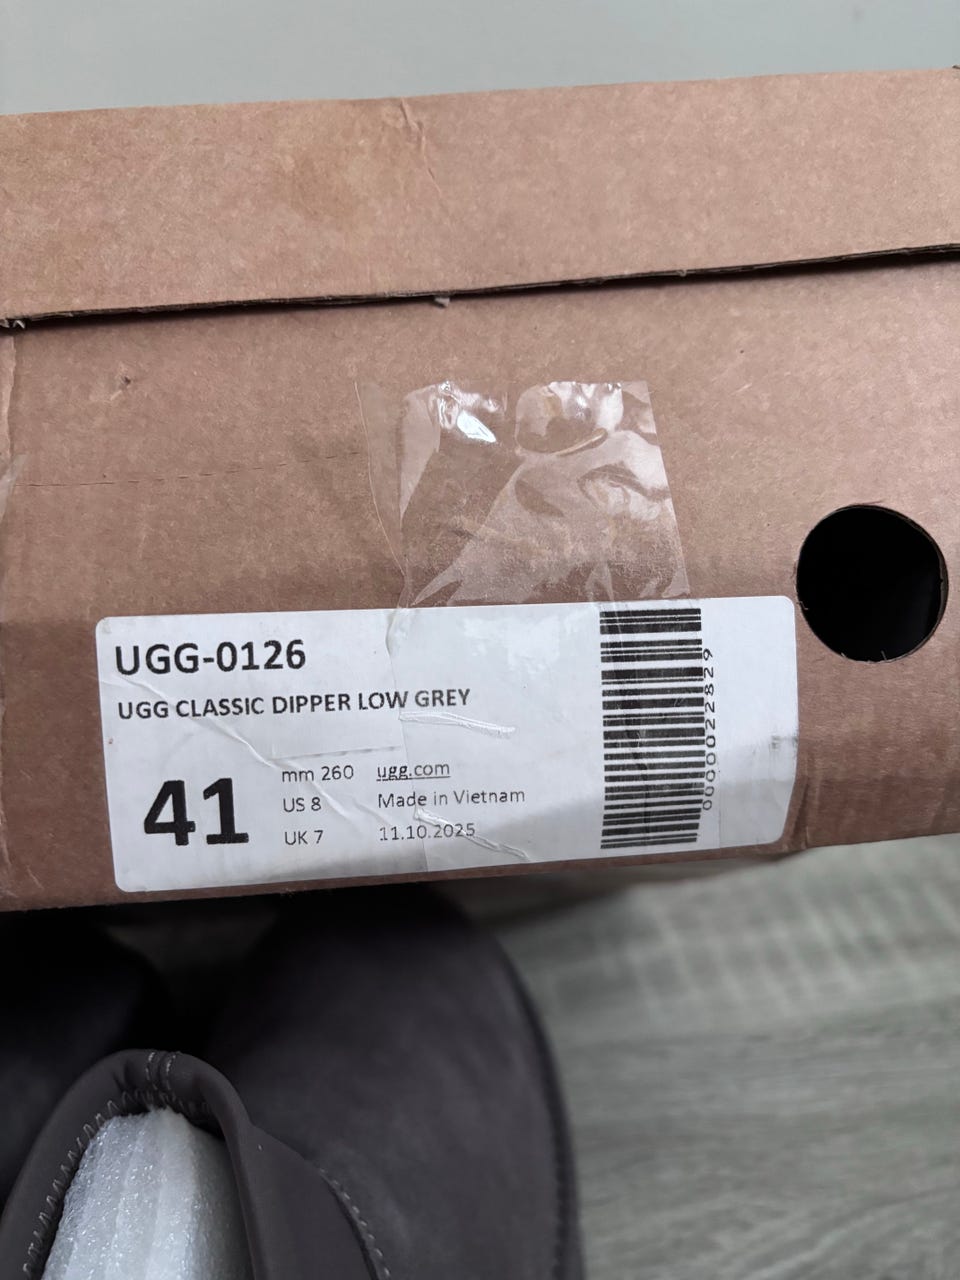 UGG-0126
UGG CLASSIC DIPPER LOW GREY
41
mm 260
US 8
UK 7
ugg.com
Made in Vietnam
11.10.2025
0000022829